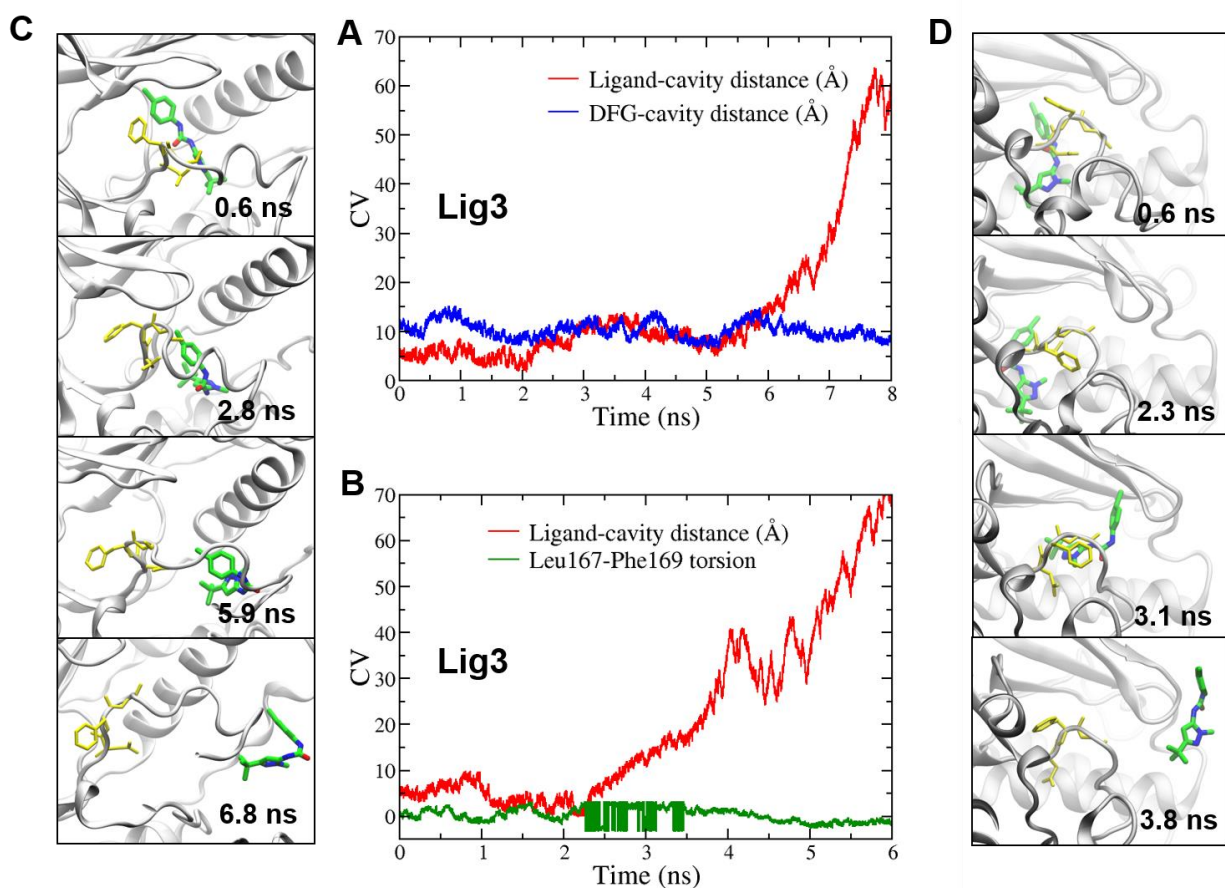 C
0.6 ns
2.8 ns
5.9 ns
6.8 ns
A
70
60
50
40
30
20
10
0
CV
Ligand-cavity distance (Å)
DFG-cavity distance (Å)
Lig3
0 1 2 3 4 5 6 7 8
Time (ns)
B
70
60
50
40
30
20
10
0
CV
Ligand-cavity distance (Å)
Leu167-Phe169 torsion
Lig3
0 1 2 3 4 5 6
Time (ns)
D
0.6 ns
2.3 ns
3.1 ns
3.8 ns